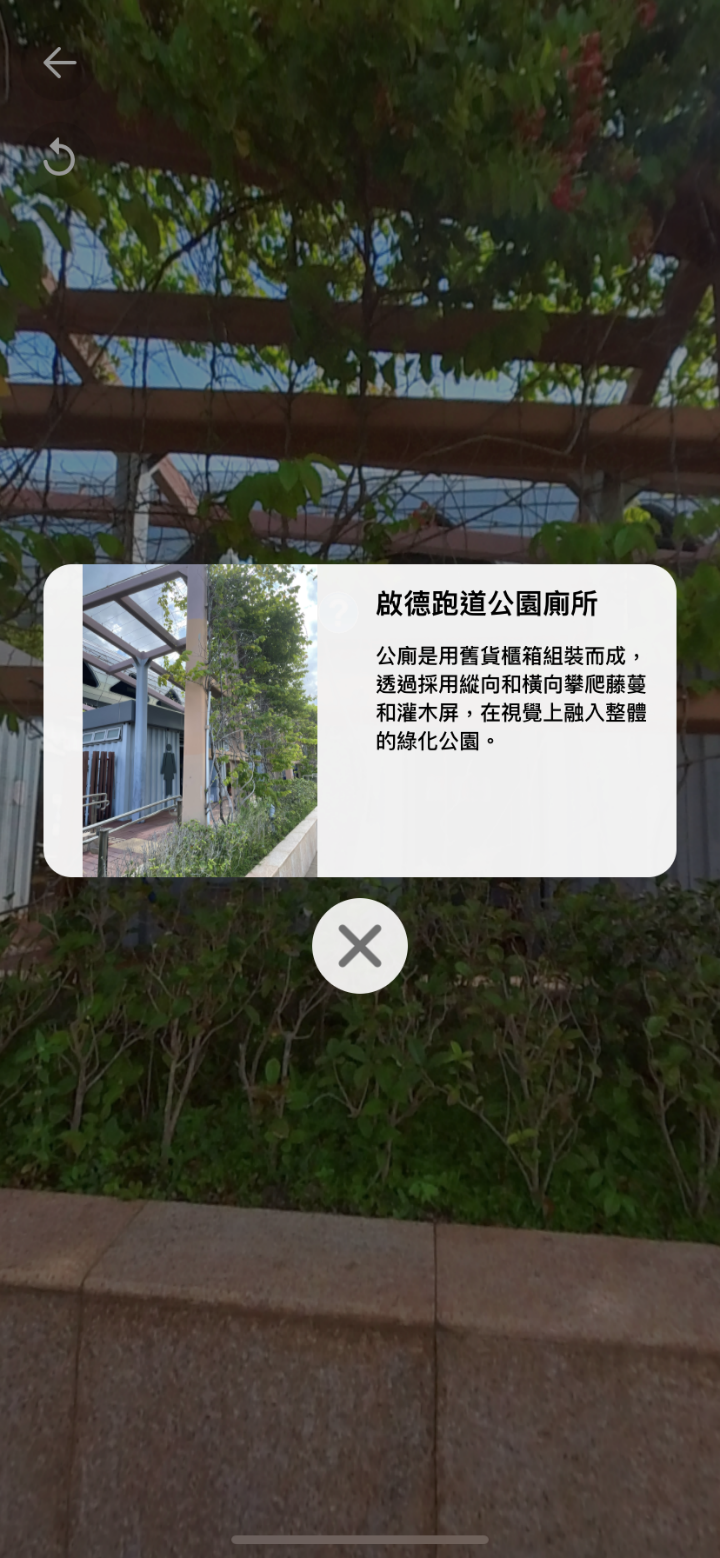 啟德跑道公園廁所
公廁是用舊貨櫃箱組裝而成，
透過採用縱向和橫向攀爬藤蔓
和灌木屏，在視覺上融入整體
的綠化公園。